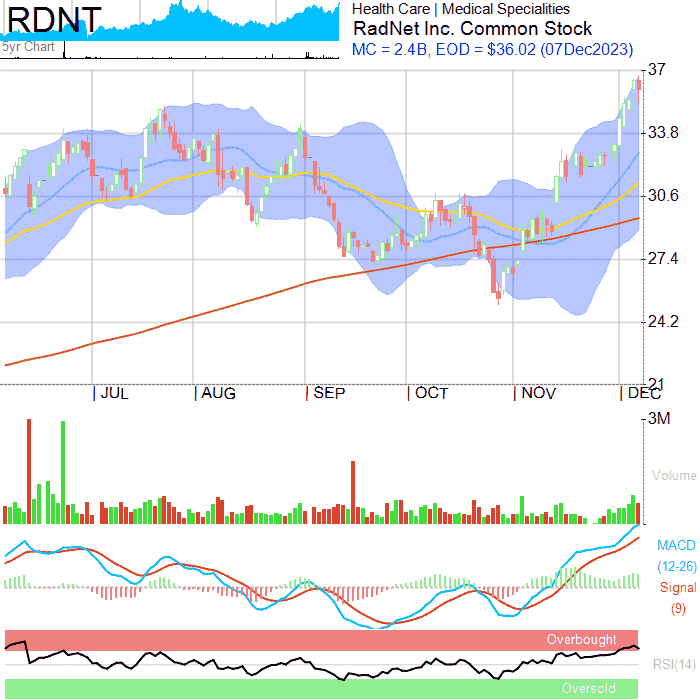 RDNT
5yr Chart
Health Care | Medical Specialities
RadNet Inc. Common Stock
MC = 2.4B, EOD = $36.02 (07Dec2023)
37
33.8
30.6
27.4
24.2
21
JUL AUG SEP OCT NOV DEC
3M
Volume
MACD
(12-26)
Signal
(9)
Overbought
RSI(14)
Oversold